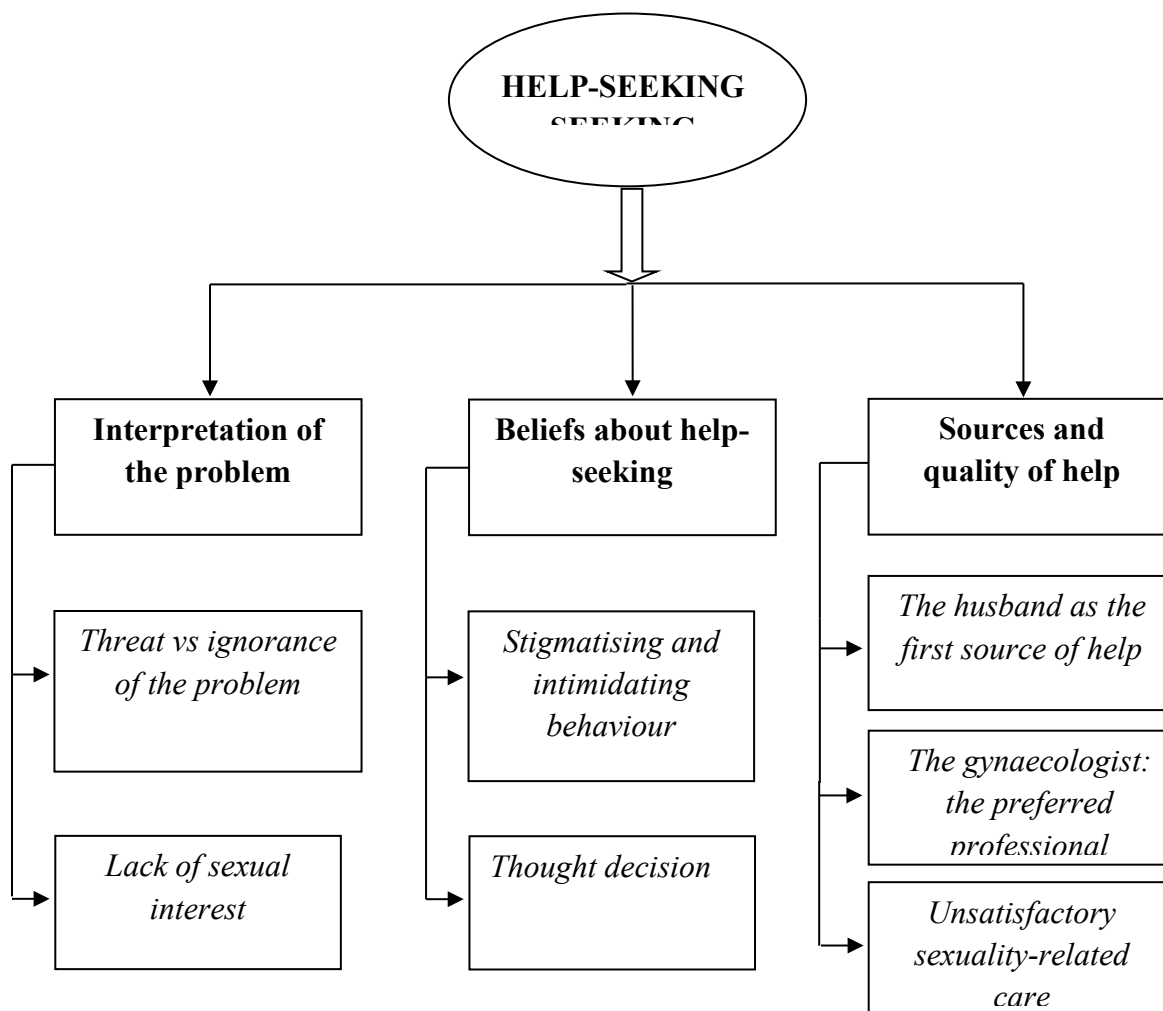 HELP-SEEKING
SEEKING
Interpretation of
the problem
Beliefs about help-
seeking
Sources and
quality of help
Threat vs ignorance
of the problem
Stigmatising and
intimidating
behaviour
The husband as the
first source of help
The gynaecologist:
the preferred
professional
Lack of sexual
interest
Thought decision
Unsatisfactory
sexuality-related
care